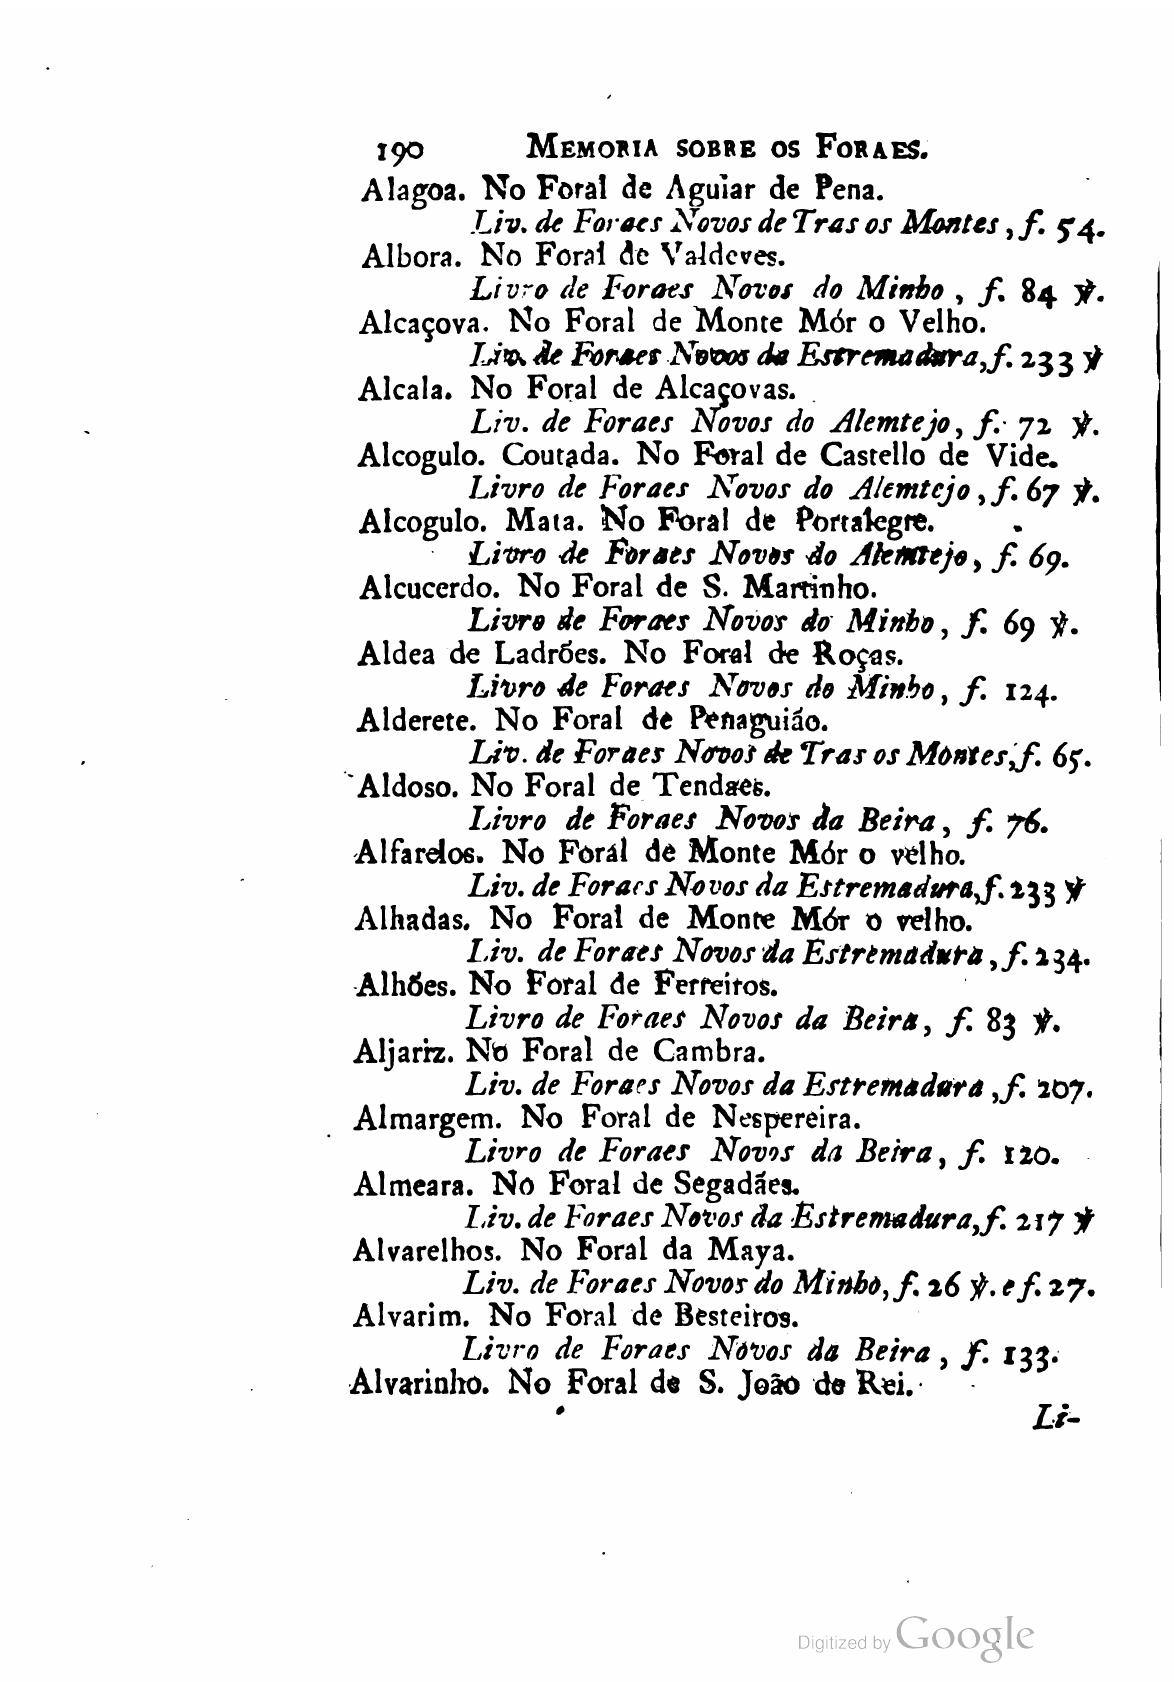 190 MEMORIA SOBRE OS FORAES.
Alagoa. No Foral de Aguiar de Pena.
Liv. de Foraes Novos de Tras os Montes, f. 54.
Albora. No Foral de Valdeves.
Livro de Foraes Novos do Minho, f. 84 ℣.
Alcaçova. No Foral de Monte Mór o Velho.
Liv. de Foraes Novos da Estremadura, f. 233 ℣
Alcala. No Foral de Alcaçovas.
Liv. de Foraes Novos do Alemtejo, f. 72 ℣.
Alcogulo. Coutada. No Foral de Castello de Vide.
Livro de Foraes Novos do Alemtejo, f. 67 ℣.
Alcogulo. Mata. No Foral de Portalegre.
Livro de Foraes Novos do Alemtejo, f. 69.
Alcucerdo. No Foral de S. Martinho.
Livro de Foraes Novos do Minho, f. 69 ℣.
Aldea de Ladrões. No Foral de Roças.
Livro de Foraes Novos do Minho, f. 124.
Alderete. No Foral de Penaguião.
Liv. de Foraes Novos de Tras os Montes, f. 65.
Aldoso. No Foral de Tendaes.
Livro de Foraes Novos da Beira, f. 76.
Alfarelos. No Foral de Monte Mór o velho.
Liv. de Foraes Novos da Estremadura, f. 233 ℣
Alhadas. No Foral de Monte Mór o velho.
Liv. de Foraes Novos da Estremadura, f. 234.
Alhões. No Foral de Ferreiros.
Livro de Foraes Novos da Beira, f. 83 ℣.
Aljariz. No Foral de Cambra.
Liv. de Foraes Novos da Estremadura, f. 207.
Almargem. No Foral de Nespereira.
Livro de Foraes Novos da Beira, f. 120.
Almeara. No Foral de Segadães.
Liv. de Foraes Novos da Estremadura, f. 217 ℣
Alvarelhos. No Foral da Maya.
Liv. de Foraes Novos do Minho, f. 26 ℣. e f. 27.
Alvarim. No Foral de Besteiros.
Livro de Foraes Novos da Beira, f. 133.
Alvarinho. No Foral de S. João de Rei.
Li-
Digitized by Google